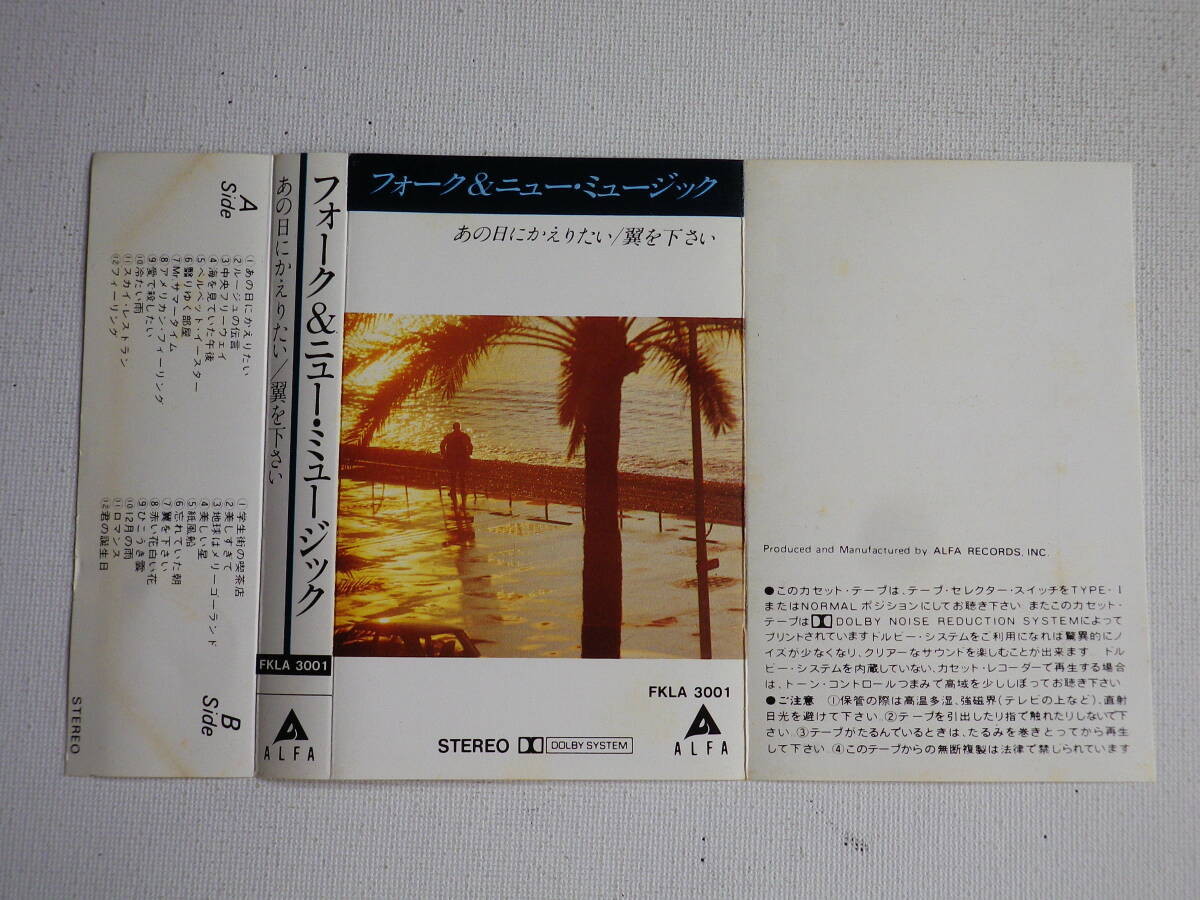 A
Side
①あの日にかえりたい
②ルージュの伝言
③中央フリーウェイ
④海を見ていた午後
⑤ベルベット・イースター
⑥翳りゆく部屋
⑦Mrサマータイム
⑧アメリカン・フィーリング
⑨愛で殺したい
⑩冷たい雨
⑪スカイ・レストラン
⑫フィーリング
B
Side
①学生街の喫茶店
②美しすぎて
③地球はメリーゴーランド
④美しい星
⑤紙風船
⑥忘れていた朝
⑦翼を下さい
⑧赤い花白い花
⑨ひこうき雲
⑩12月の雨
⑪ロマンス
⑫君の誕生日
STEREO
フォーク&ニュー・ミュージック
あの日にかえりたい/翼を下さい
FKLA 3001
ALFA
フォーク&ニュー・ミュージック
あの日にかえりたい/翼を下さい
FKLA 3001
STEREO DOLBY SYSTEM
ALFA
Produced and Manufactured by ALFA RECORDS, INC.
●このカセット・テープは、テープ・セレクター・スイッチをTYPE-I
またはNORMALポジションにしてお聴き下さい またこのカセット・
テープは DOLBY NOISE REDUCTION SYSTEMによって
プリントされていますドルビー・システムをご利用になれば驚異的にノ
イズが少なくなり、クリアーなサウンドを楽しむことが出来ます ドル
ビー・システムを内蔵していない、カセット・レコーダーで再生する場合
は、トーン・コントロールつまみで高域を少ししぼってお聴き下さい
●ご注意 ①保管の際は高温多湿、強磁界(テレビの上など)、直射
日光を避けて下さい。②テープを引出したり指で触れたりしないで下
さい。③テープがたるんでいるときは、たるみを巻きとってから再生
して下さい ④このテープからの無断複製は法律で禁じられています